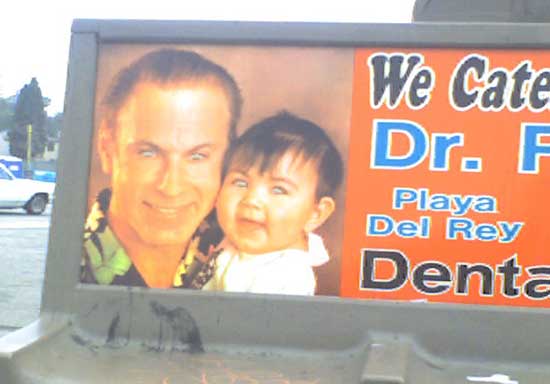 We Cate
Dr. F
Playa
Del Rey
Denta